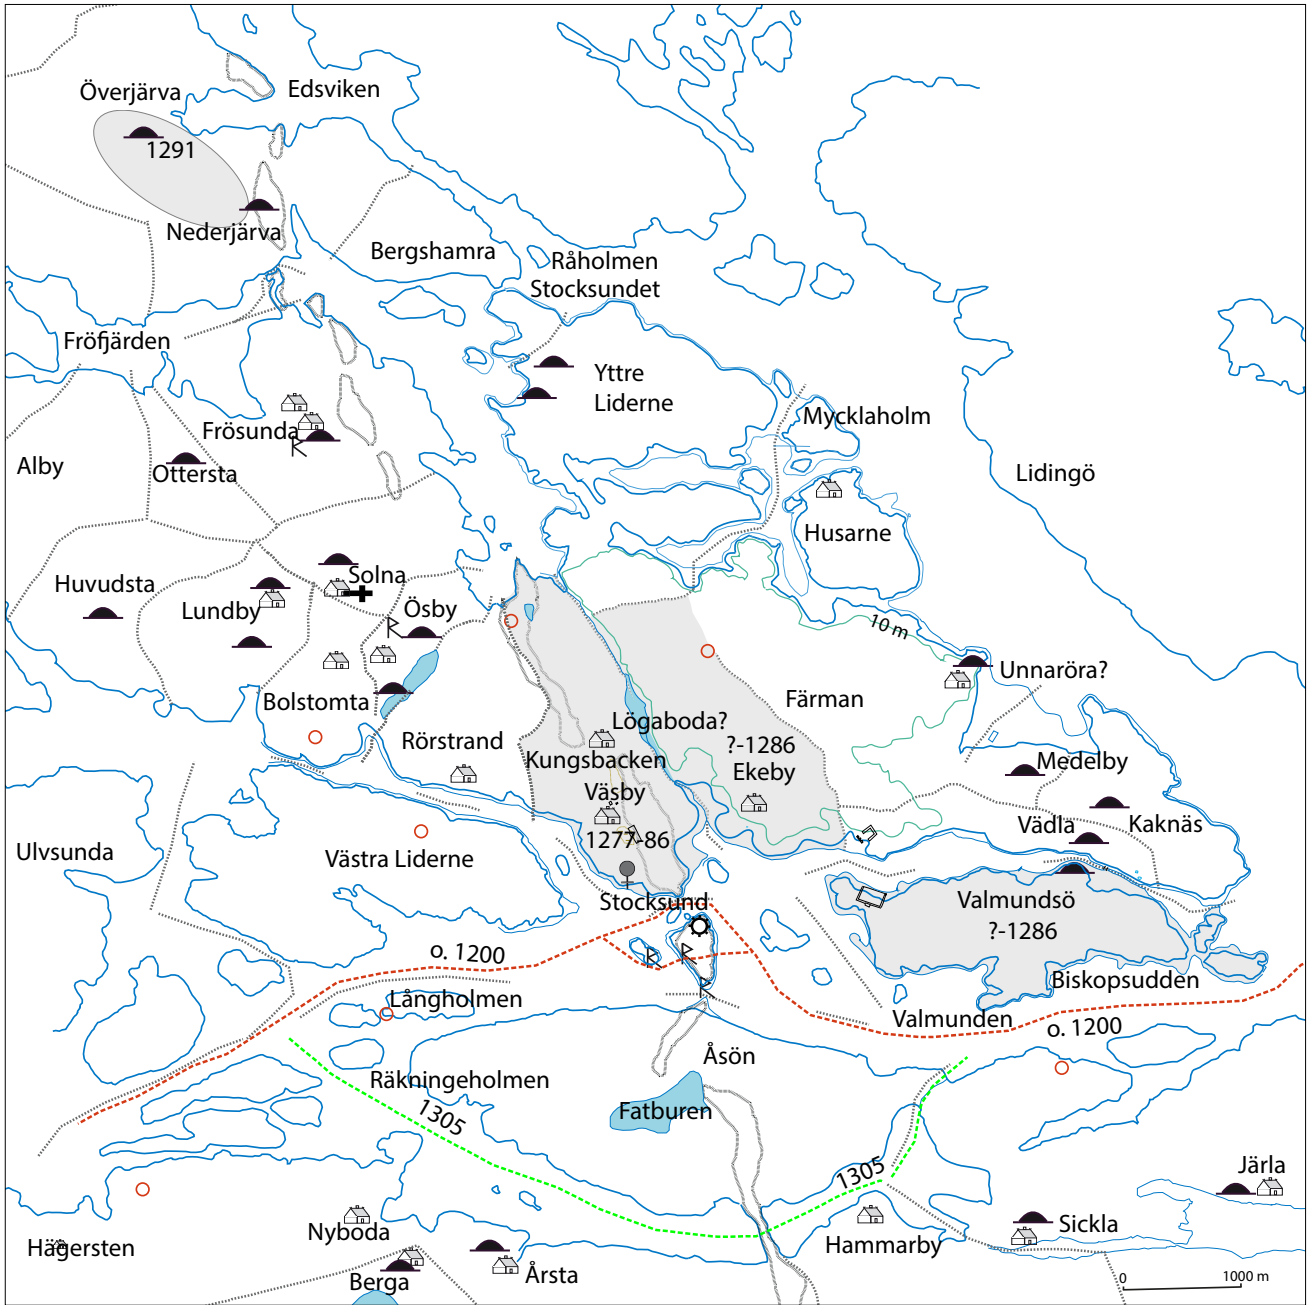 Överjärva
Edsviken
1291
Nederjärva
Bergshamra
Råholmen
Stocksundet
Fröfjärden
Yttre
Liderne
Mycklaholm
Frösunda
Alby
Ottersta
Lidingö
Husarne
Solna
Huvudsta
Lundby
Ösby
10 m
Unnaröra?
Bolstomta
Färman
Lögaboda?
Rörstrand
?-1286
Kungsbacken
Ekeby
Medelby
Väsby
Vädla
Kaknäs
1277-86
Ulvsunda
Västra Liderne
Stocksund
Valmundsö
?-1286
o. 1200
Biskopsudden
Långholmen
Valmunden
o. 1200
Åsön
Räkningeholmen
Fatburen
1305
1305
Järla
Nyboda
Sickla
Hägersten
Hammarby
Berga
Årsta
0
1000 m